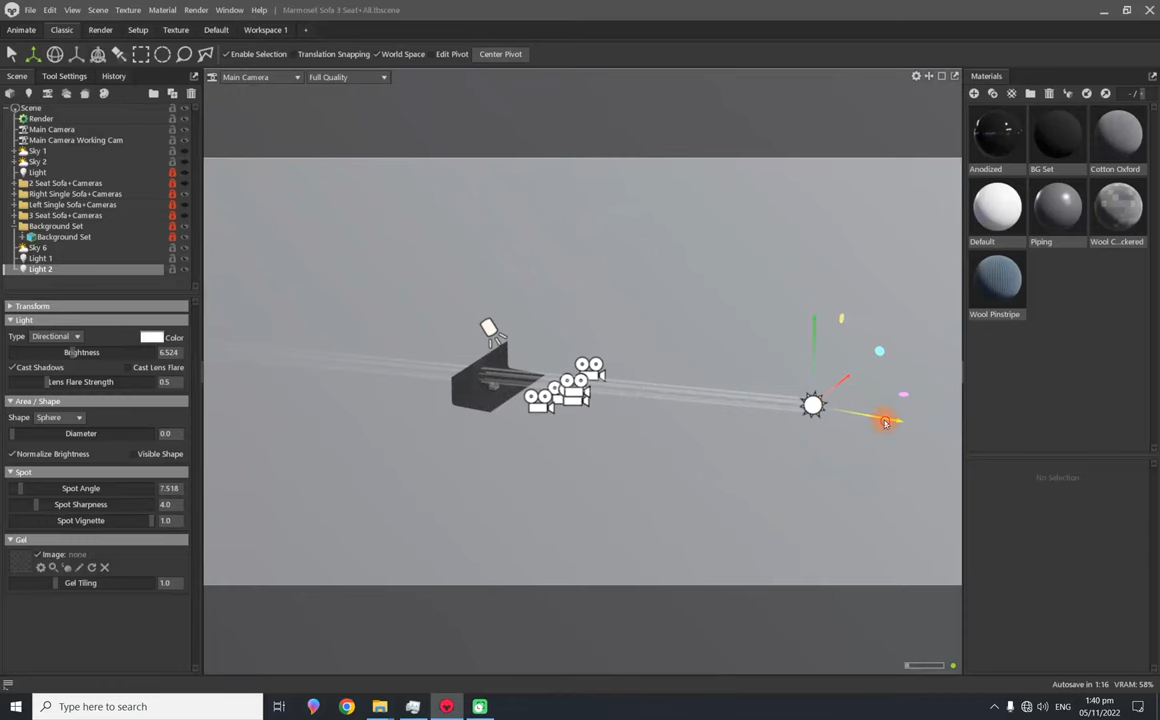 File Edit View Scene Texture Material Render Window Help Marmoset Sofa 3 Seat+All.tbscene
Animate Classic Render Setup Texture Default Workspace 1 +
Enable Selection Translation Snapping World Space Edit Pivot Center Pivot
Scene Tool Settings History
Main Camera Full Quality
Materials
Scene
Render
Main Camera
Main Camera Working Cam
Sky 1
Sky 2
Light
2 Seat Sofa+Cameras
Right Single Sofa+Cameras
Left Single Sofa+Cameras
3 Seat Sofa+Cameras
Background Set
Background Set
Sky 6
Light 1
Light 2
Transform
Light
Type Directional Color
Brightness 6.524
Cast Shadows Cast Lens Flare
Lens Flare Strength 0.5
Area / Shape
Shape Sphere
Diameter 0.0
Normalize Brightness Visible Shape
Spot
Spot Angle 7.518
Spot Sharpness 4.0
Spot Vignette 1.0
Gel
Image: none
Gel Tiling 1.0
Anodized BG Set Cotton Oxford
Default Piping Wool C...ckered
Wool Pinstripe
No Selection
Autosave in 1:16 VRAM: 58%
Type here to search
ENG
1:40 pm
05/11/2022